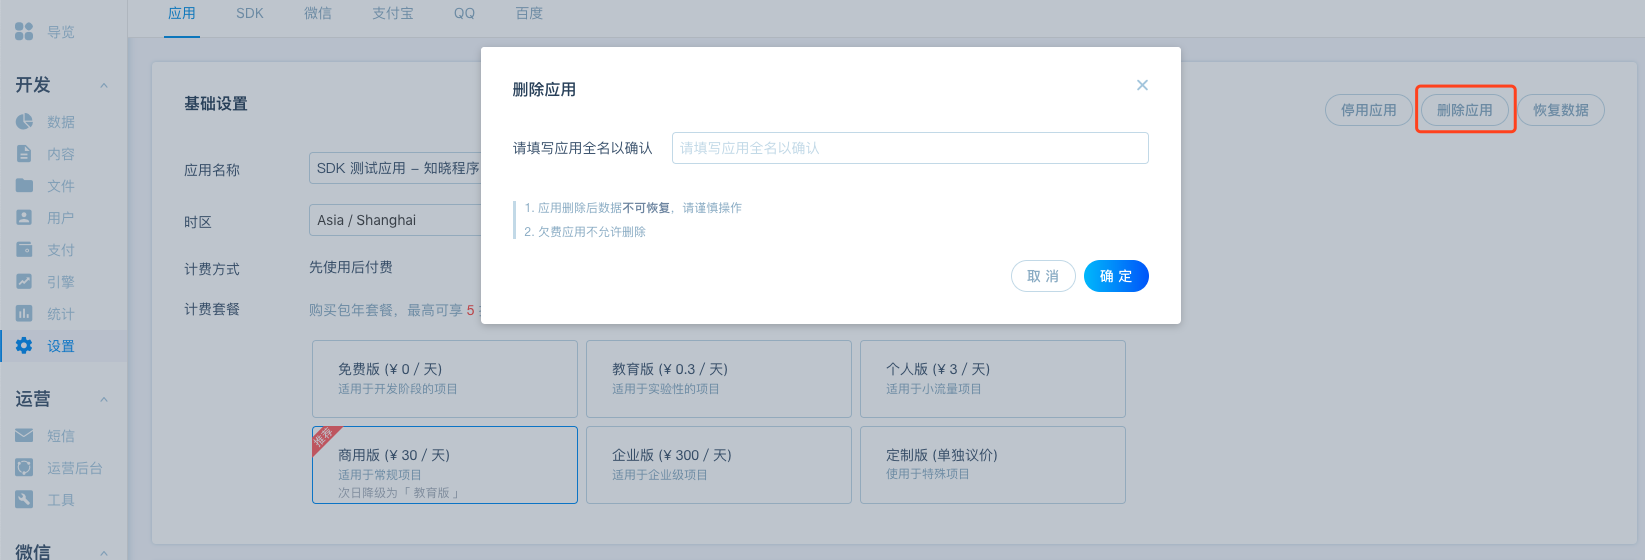 应用 SDK 微信 支付宝 QQ 百度
导览
开发
数据
内容
文件
用户
支付
引擎
统计
设置
运营
短信
运营后台
工具
微信
基础设置
停用应用 删除应用 恢复数据
应用名称 SDK 测试应用 – 知晓程序
时区 Asia / Shanghai
计费方式 先使用后付费
计费套餐 购买包年套餐，最高可享 5
免费版 (¥ 0 / 天)
适用于开发阶段的项目
教育版 (¥ 0.3 / 天)
适用于实验性的项目
个人版 (¥ 3 / 天)
适用于小流量项目
推荐
商用版 (¥ 30 / 天)
适用于常规项目
次日降级为「 教育版 」
企业版 (¥ 300 / 天)
适用于企业级项目
定制版 (单独议价)
使用于特殊项目
删除应用
请填写应用全名以确认 请填写应用全名以确认
1. 应用删除后数据不可恢复，请谨慎操作
2. 欠费应用不允许删除
取 消 确 定